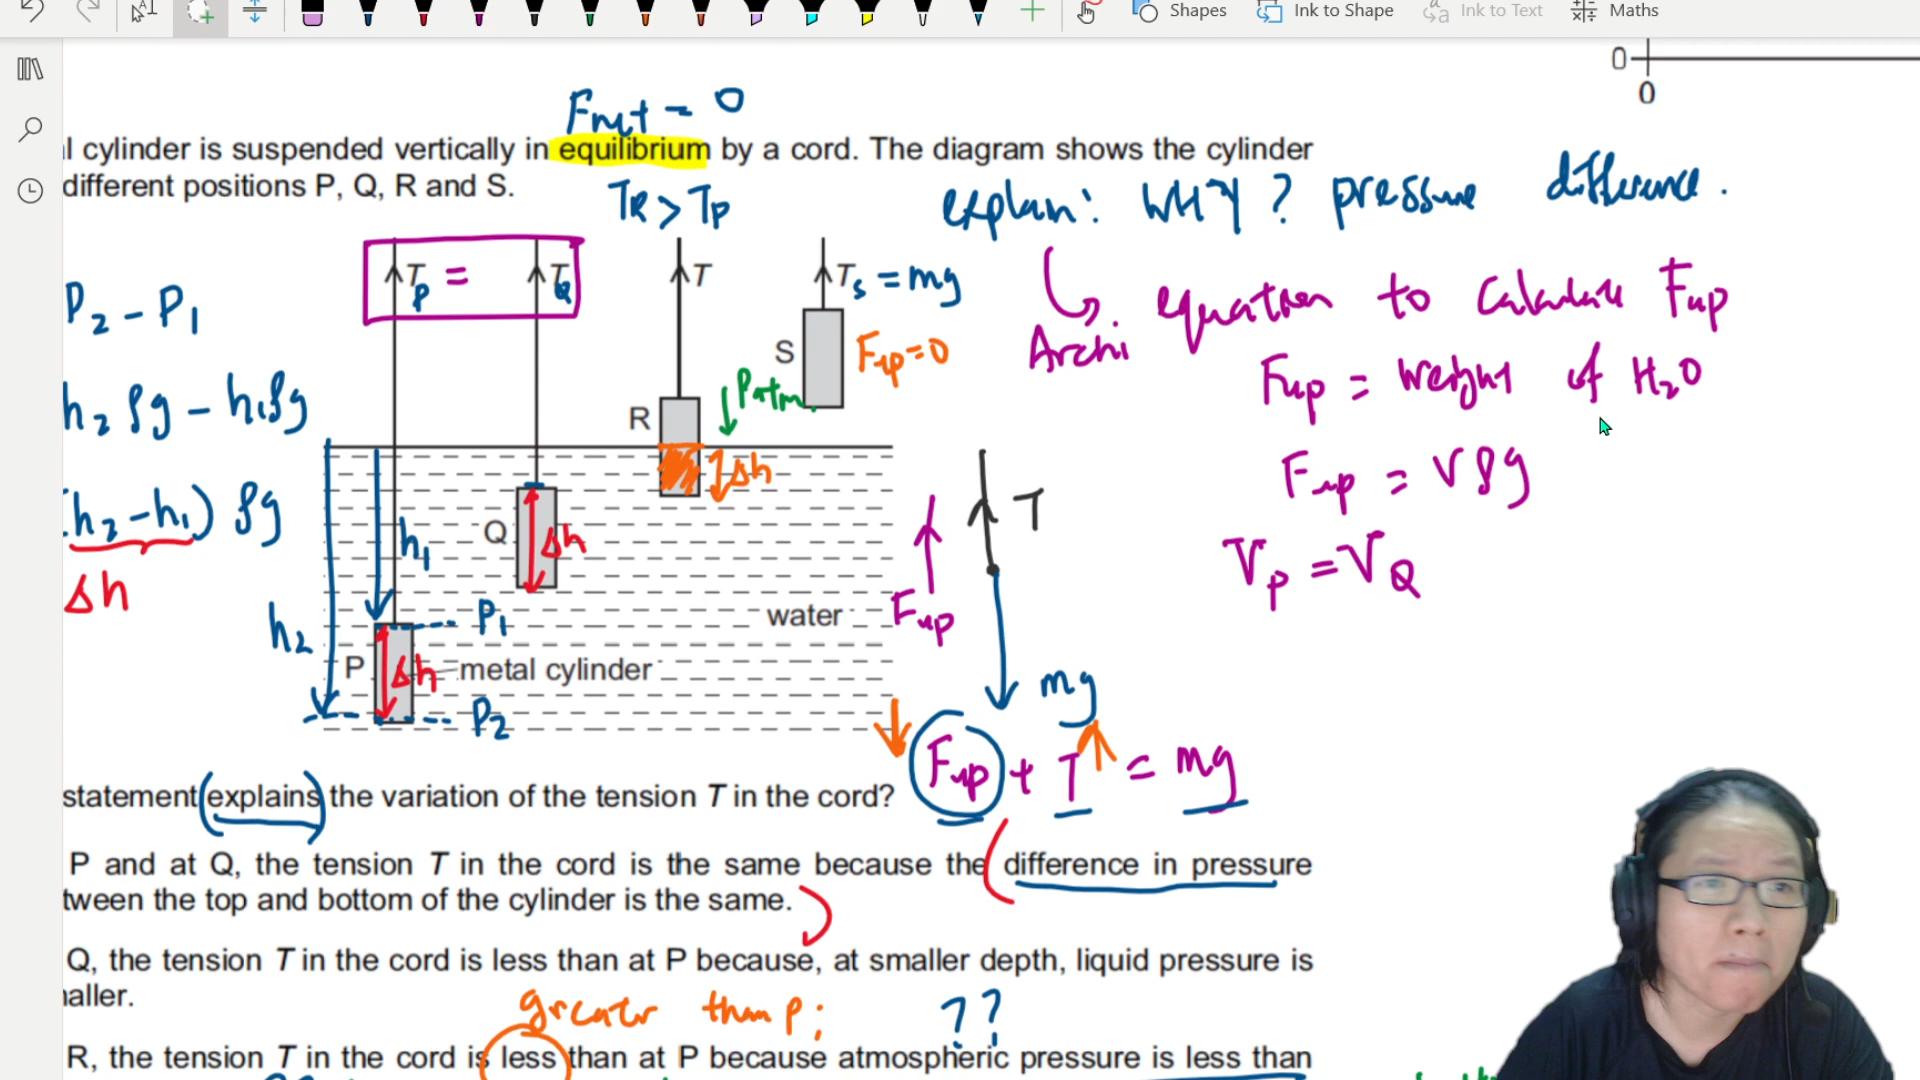 Shapes Ink to Shape Ink to Text Maths
0
0
Fnet = 0
l cylinder is suspended vertically in equilibrium by a cord. The diagram shows the cylinder
different positions P, Q, R and S.
TR > TP
explain: WHY? pressure difference.
TP = TQ T Ts = mg
P2 - P1
equation to calculate Fup
Archi
S Fup=0
Fup = Weight of H2O
Patm
h2 ρg - h1ρg
R
Δh
Fup = Vρg
(h2-h1) ρg
Q Δh
h1
T
Δh
VP = VQ
h2
P1
water
Fup
P Δh metal cylinder
mg
P2
Fup + T = mg
statement explains the variation of the tension T in the cord?
P and at Q, the tension T in the cord is the same because the difference in pressure
tween the top and bottom of the cylinder is the same.
Q, the tension T in the cord is less than at P because, at smaller depth, liquid pressure is
aller.
greater than P; ??
R, the tension T in the cord is less than at P because atmospheric pressure is less than